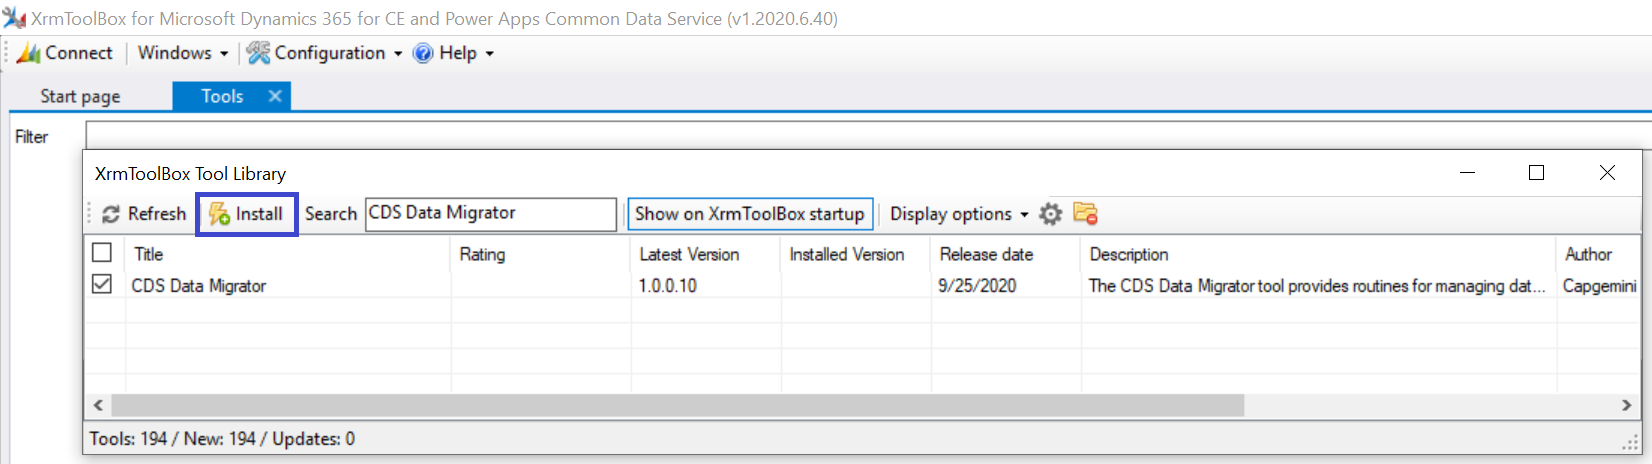 XrmToolBox for Microsoft Dynamics 365 for CE and Power Apps Common Data Service (v1.2020.6.40)
Connect Windows Configuration Help
Start page Tools
Filter
XrmToolBox Tool Library
Refresh Install Search CDS Data Migrator Show on XrmToolBox startup Display options
Title Rating Latest Version Installed Version Release date Description Author
CDS Data Migrator 1.0.0.10 9/25/2020 The CDS Data Migrator tool provides routines for managing dat... Capgemini
Tools: 194 / New: 194 / Updates: 0